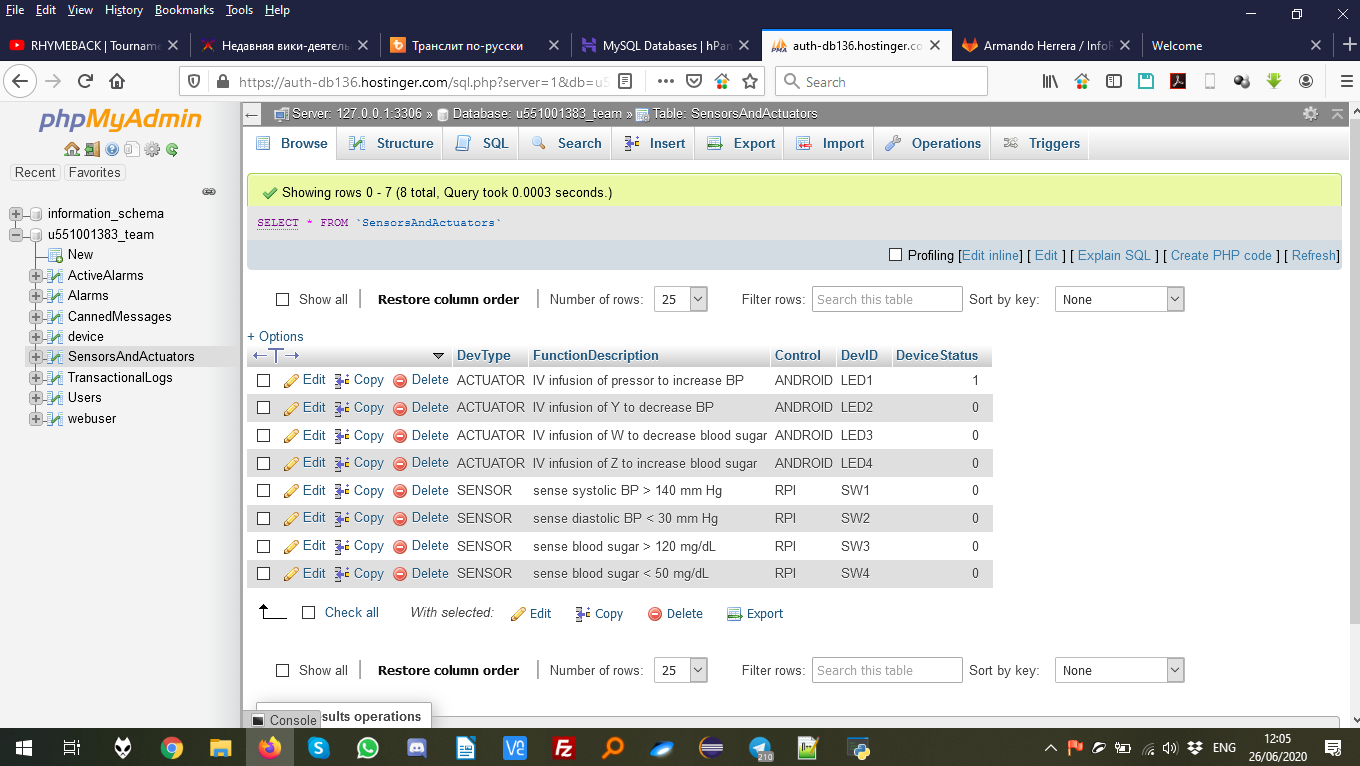 File Edit View History Bookmarks Tools Help
RHYMEBACK | Tourname
Недавняя вики-деятель
Транслит по-русски
MySQL Databases | hPan
auth-db136.hostinger.co
Armando Herrera / InfoR
Welcome
https://auth-db136.hostinger.com/sql.php?server=1&db=u5
Search
phpMyAdmin
Recent Favorites
information_schema
u551001383_team
New
ActiveAlarms
Alarms
CannedMessages
device
SensorsAndActuators
TransactionalLogs
Users
webuser
Server: 127.0.0.1:3306 » Database: u551001383_team » Table: SensorsAndActuators
Browse Structure SQL Search Insert Export Import Operations Triggers
Showing rows 0 - 7 (8 total, Query took 0.0003 seconds.)
SELECT * FROM `SensorsAndActuators`
Profiling [Edit inline] [ Edit ] [ Explain SQL ] [ Create PHP code ] [ Refresh]
Show all Restore column order Number of rows: 25 Filter rows: Search this table Sort by key: None
+ Options
←T→ DevType FunctionDescription Control DevID DeviceStatus
Edit Copy Delete ACTUATOR IV infusion of pressor to increase BP ANDROID LED1 1
Edit Copy Delete ACTUATOR IV infusion of Y to decrease BP ANDROID LED2 0
Edit Copy Delete ACTUATOR IV infusion of W to decrease blood sugar ANDROID LED3 0
Edit Copy Delete ACTUATOR IV infusion of Z to increase blood sugar ANDROID LED4 0
Edit Copy Delete SENSOR sense systolic BP > 140 mm Hg RPI SW1 0
Edit Copy Delete SENSOR sense diastolic BP < 30 mm Hg RPI SW2 0
Edit Copy Delete SENSOR sense blood sugar > 120 mg/dL RPI SW3 0
Edit Copy Delete SENSOR sense blood sugar < 50 mg/dL RPI SW4 0
Check all With selected: Edit Copy Delete Export
Show all Restore column order Number of rows: 25 Filter rows: Search this table Sort by key: None
Console sults operations
210
ENG
12:05
26/06/2020